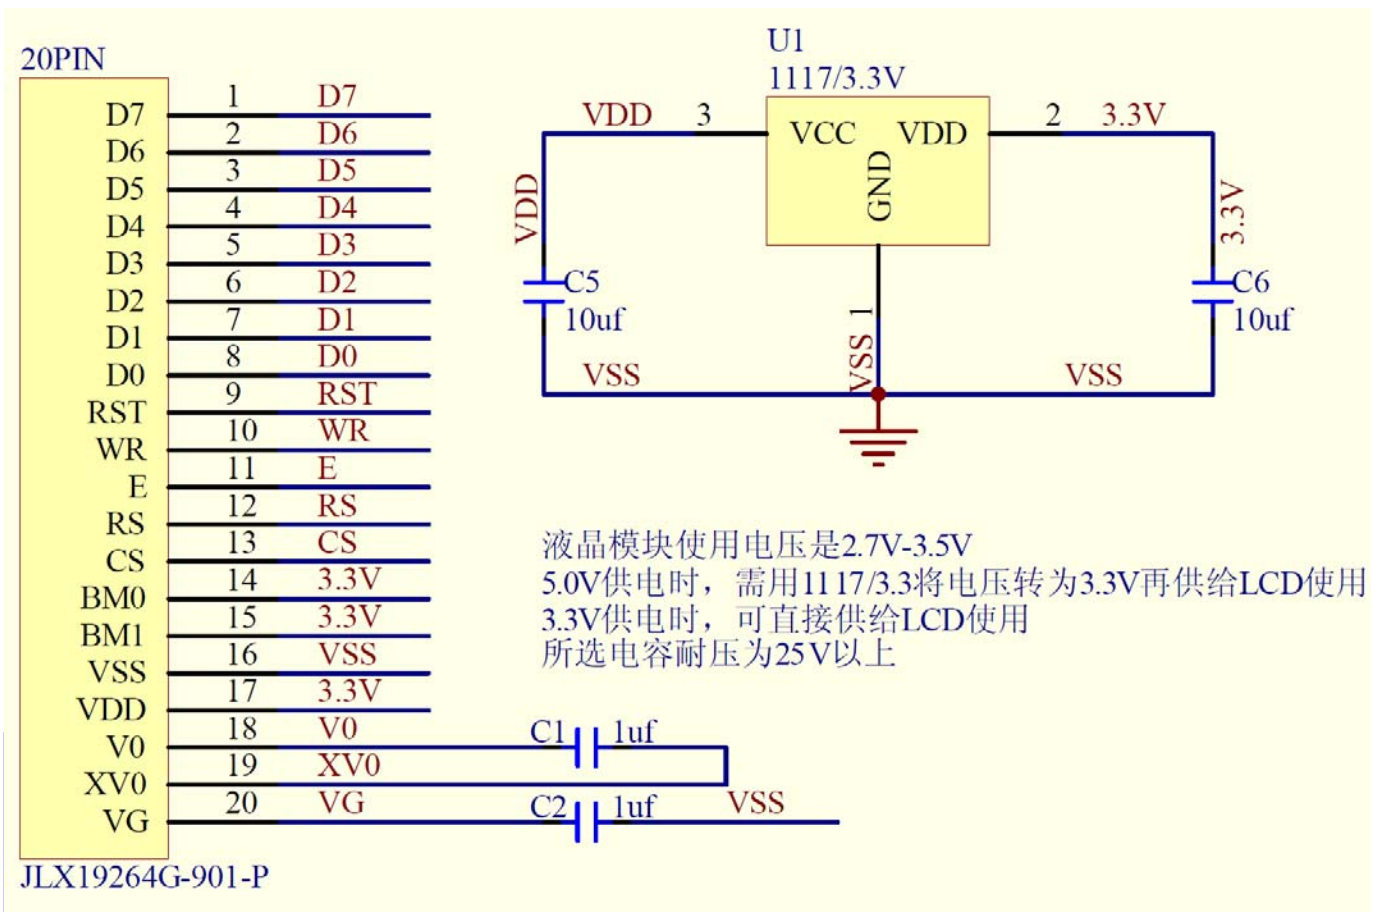 20PIN
D7 1 D7
D6 2 D6
D5 3 D5
D4 4 D4
D3 5 D3
D2 6 D2
D1 7 D1
D0 8 D0
RST 9 RST
WR 10 WR
E 11 E
RS 12 RS
CS 13 CS
BM0 14 3.3V
BM1 15 3.3V
VSS 16 VSS
VDD 17 3.3V
V0 18 V0 C1 1uf
XV0 19 XV0
VG 20 VG C2 1uf VSS
JLX19264G-901-P
U1
1117/3.3V
VDD 3 VCC VDD 2 3.3V
GND
VDD
3.3V
C5
10uf
C6
10uf
1
VSS
VSS
VSS
液晶模块使用电压是2.7V-3.5V
5.0V供电时，需用1117/3.3将电压转为3.3V再供给LCD使用
3.3V供电时，可直接供给LCD使用
所选电容耐压为25V以上